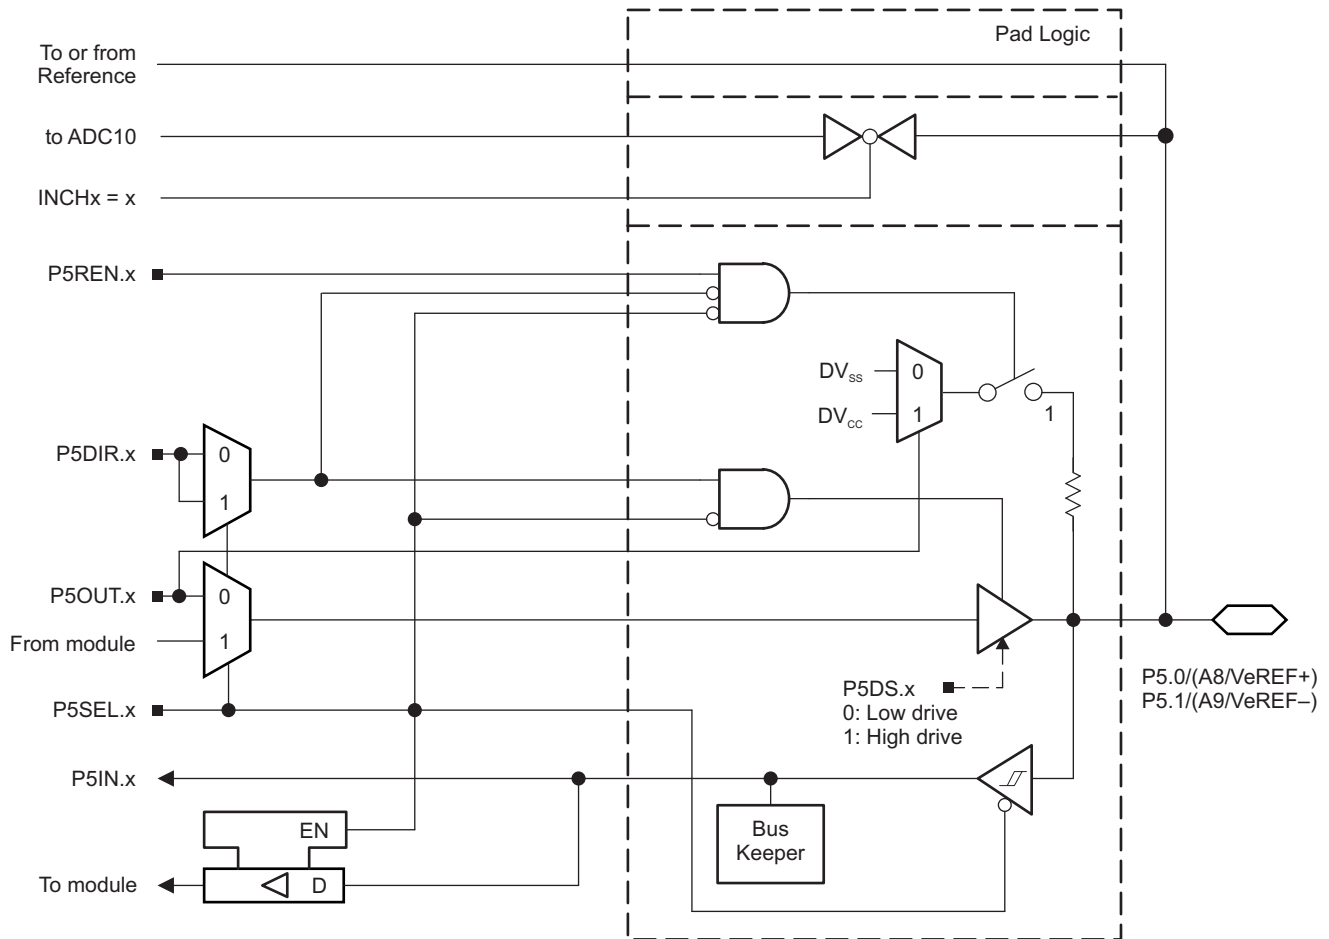 Pad Logic
To or from
Reference
to ADC10
INCHx = x
P5REN.x
DVSS
0
DVCC
1
1
P5DIR.x
0
1
P5OUT.x
0
From module
1
P5SEL.x
P5DS.x
0: Low drive
1: High drive
P5.0/(A8/VeREF+)
P5.1/(A9/VeREF–)
P5IN.x
Bus
Keeper
EN
To module
D